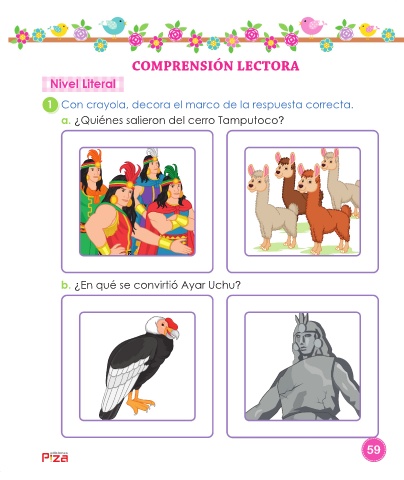 COMPRENSIÓN LECTORA
Nivel Literal
1 Con crayola, decora el marco de la respuesta correcta.
a. ¿Quiénes salieron del cerro Tamputoco?
b. ¿En qué se convirtió Ayar Uchu?
59